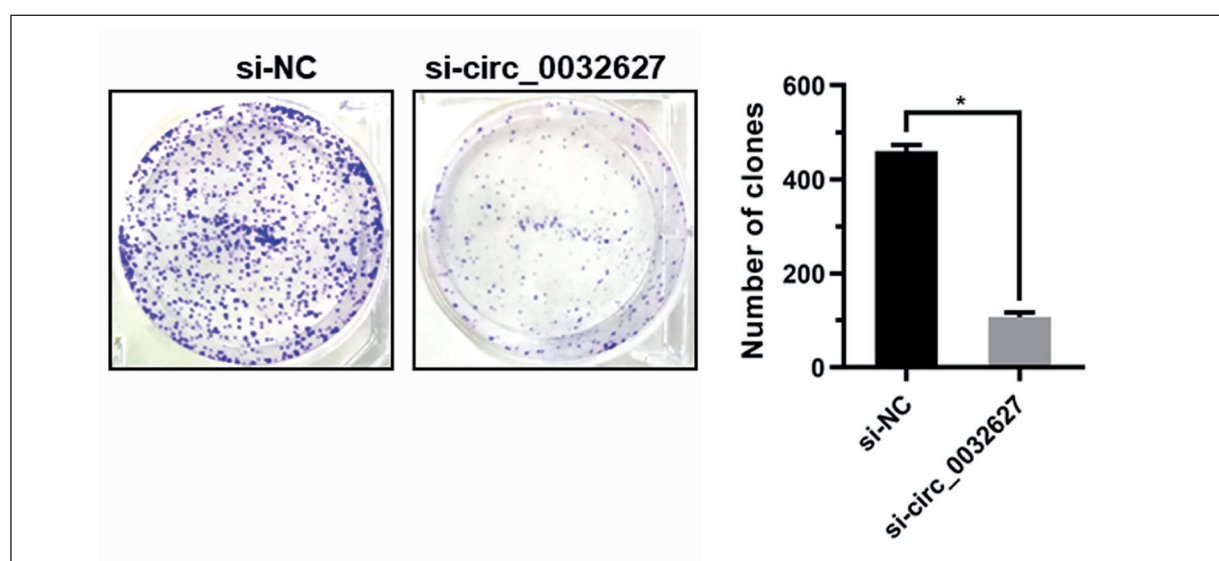 si-NC
si-circ_0032627
Number of clones
600
400
200
0
*
si-NC
si-circ_0032627